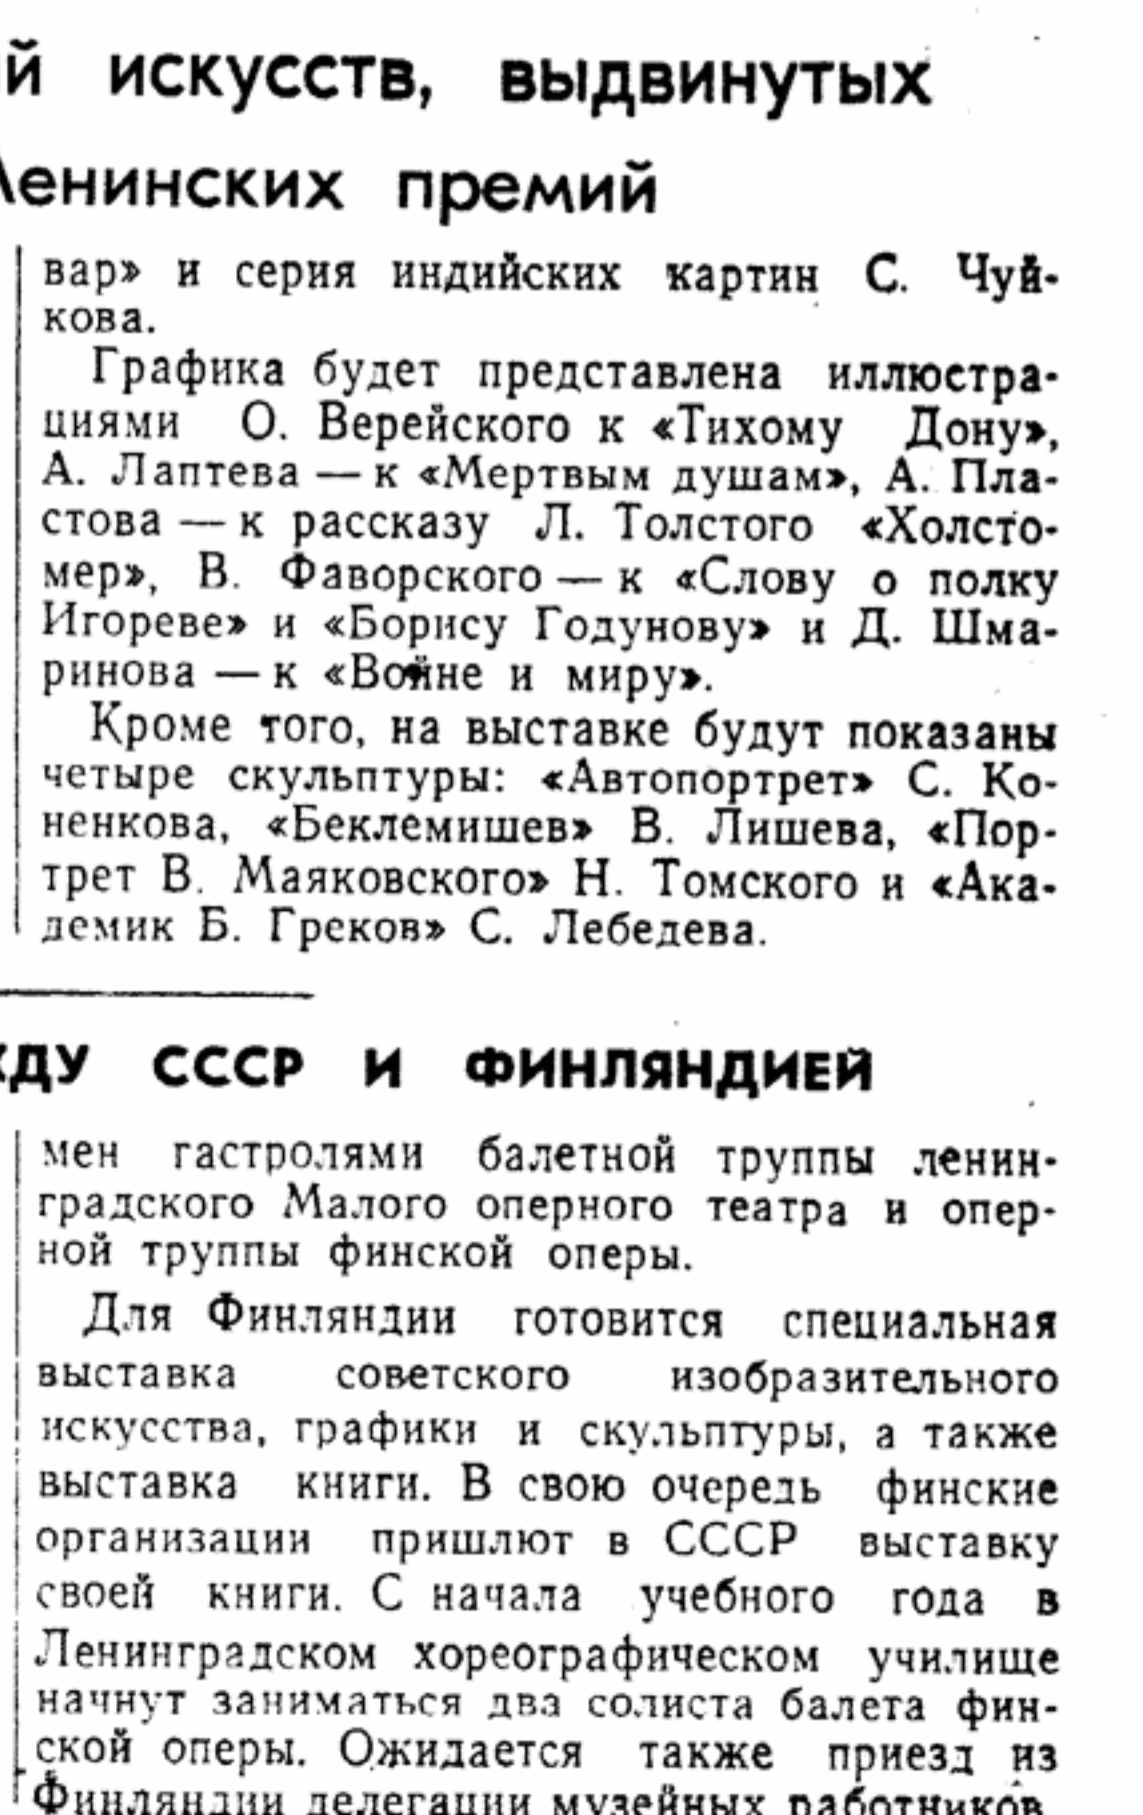 й искусств, выдвинутых
Ленинских премий
вар» и серия индийских картин С. Чуй-
кова.
Графика будет представлена иллюстра-
циями О. Верейского к «Тихому Дону»,
А. Лаптева — к «Мертвым душам», А. Пла-
стова — к рассказу Л. Толстого «Холсто-
мер», В. Фаворского — к «Слову о полку
Игореве» и «Борису Годунову» и Д. Шма-
ринова — к «Войне и миру».
Кроме того, на выставке будут показаны
четыре скульптуры: «Автопортрет» С. Ко-
ненкова, «Беклемишев» В. Лишева, «Пор-
трет В. Маяковского» Н. Томского и «Ака-
демик Б. Греков» С. Лебедева.
ЖДУ СССР И ФИНЛЯНДИЕЙ
мен гастролями балетной труппы ленин-
градского Малого оперного театра и опер-
ной труппы финской оперы.
Для Финляндии готовится специальная
выставка советского изобразительного
искусства, графики и скульптуры, а также
выставка книги. В свою очередь финские
организации пришлют в СССР выставку
своей книги. С начала учебного года в
Ленинградском хореографическом училище
начнут заниматься два солиста балета фин-
ской оперы. Ожидается также приезд из
Финляндии делегации музейных работников.